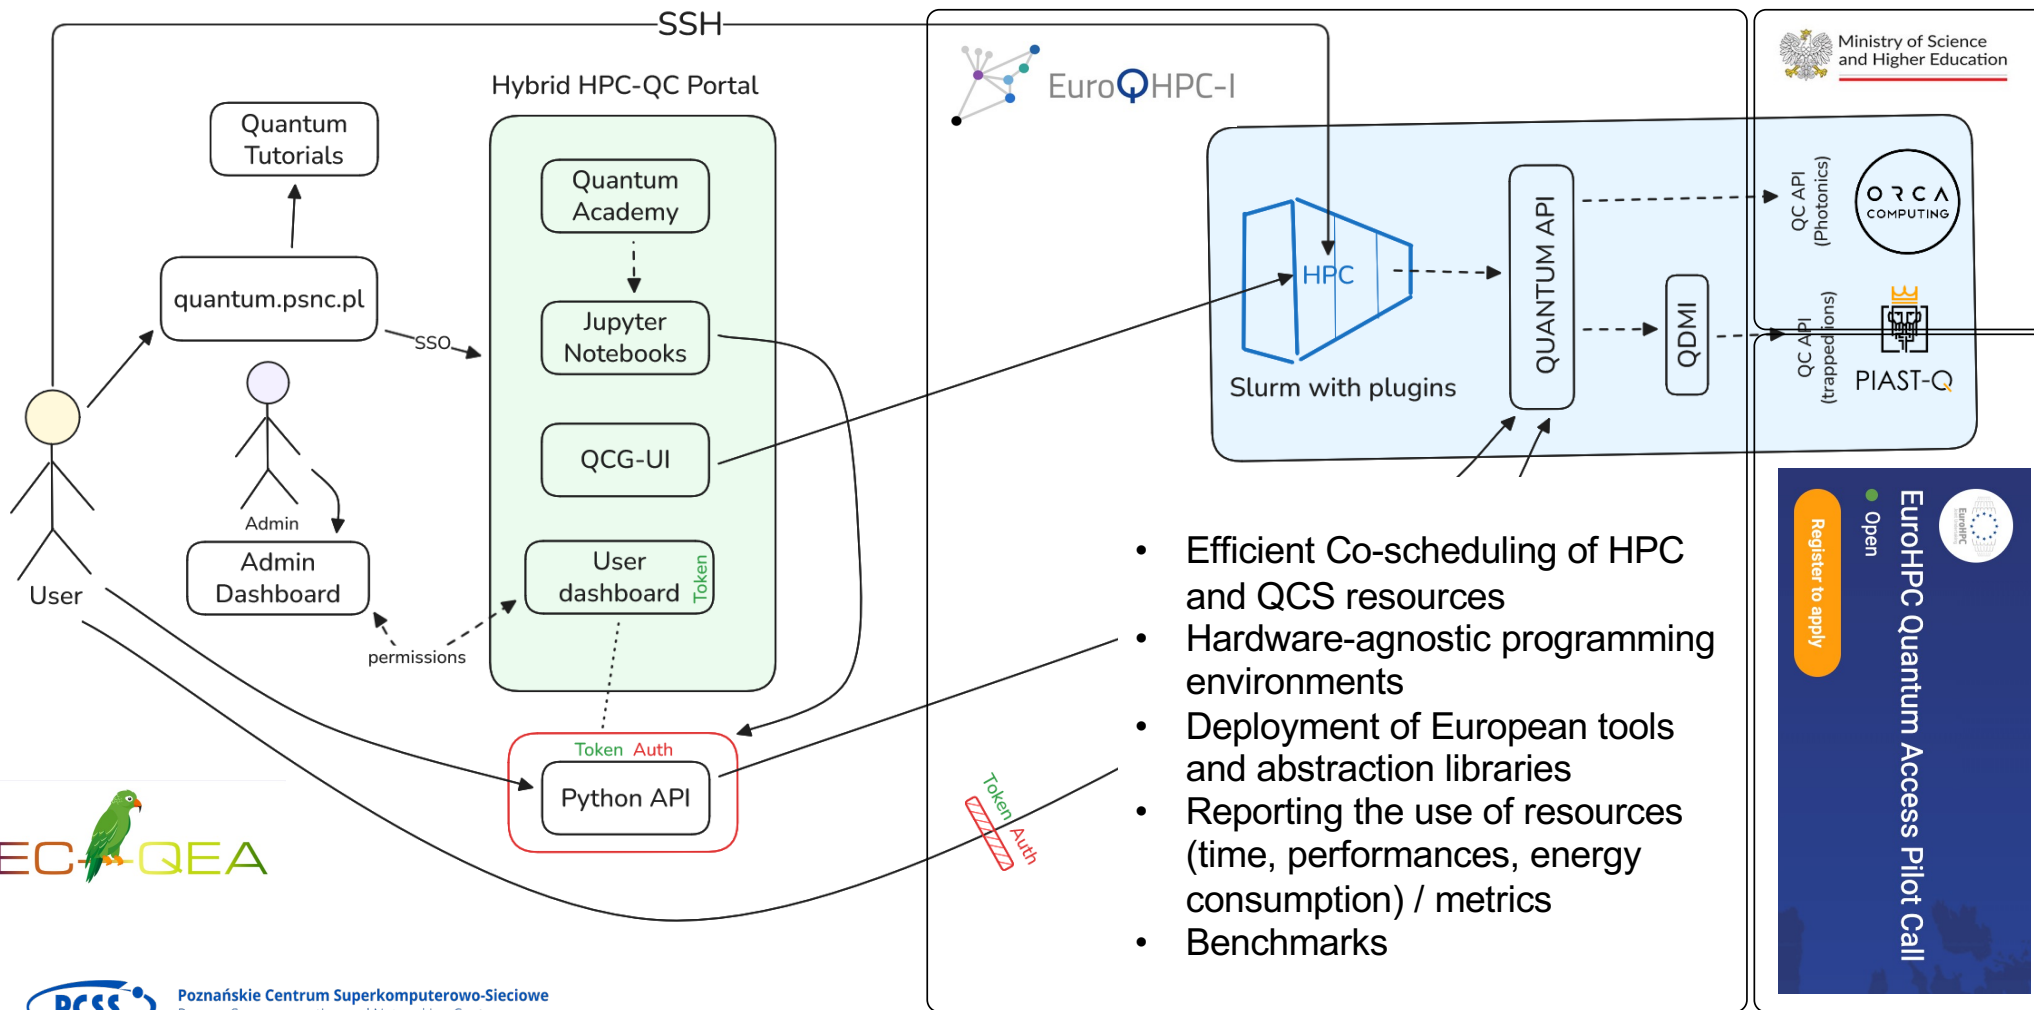 SSH
Hybrid HPC-QC Portal
Quantum
Tutorials
quantum.psnc.pl
SSO
Admin
Admin
Dashboard
permissions
User
Quantum
Academy
Jupyter
Notebooks
QCG-UI
User
dashboard
Token
Token Auth
Python API
Token
Auth
EC-QEA
PCSS
Poznańskie Centrum Superkomputerowo-Sieciowe
EuroQHPC-I
HPC
Slurm with plugins
QUANTUM API
QDMI
QC API
(Photonics)
QC API
(trapped ions)
ORCA
COMPUTING
PIAST-Q
Ministry of Science
and Higher Education
• Efficient Co-scheduling of HPC
and QCS resources
• Hardware-agnostic programming
environments
• Deployment of European tools
and abstraction libraries
• Reporting the use of resources
(time, performances, energy
consumption) / metrics
• Benchmarks
EuroHPC
EuroHPC Quantum Access Pilot Call
Open
Register to apply